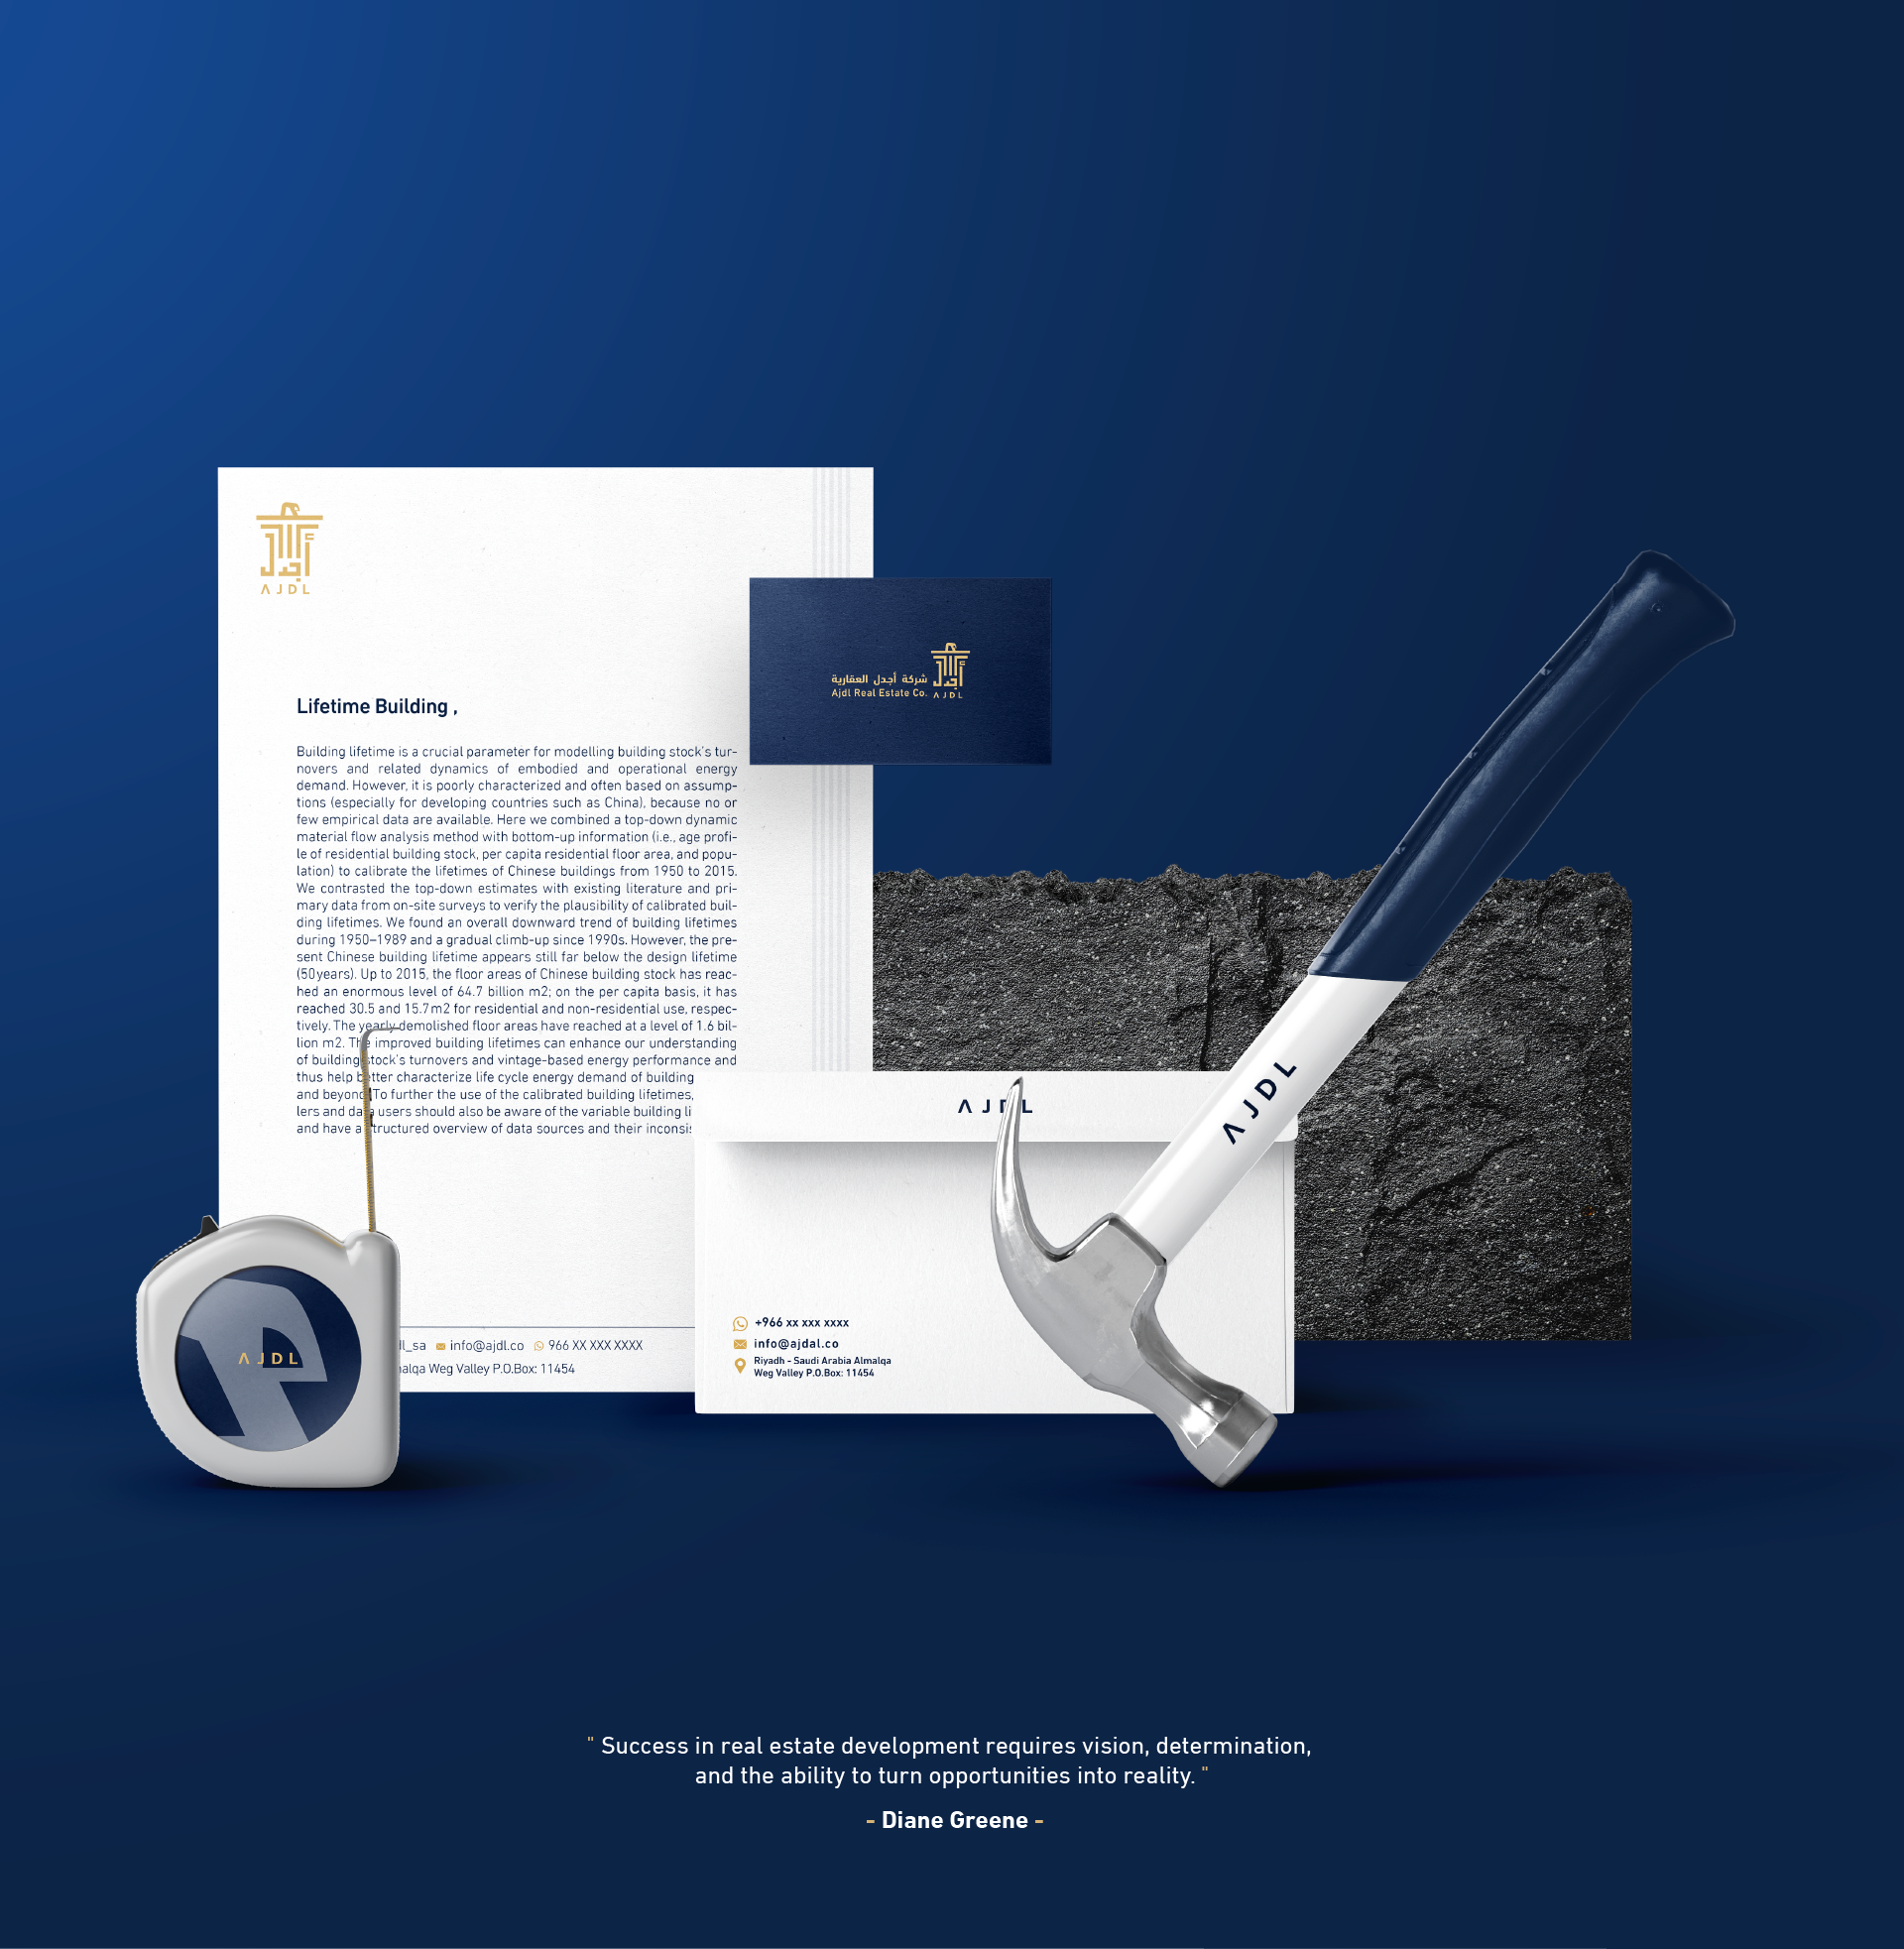 أجدل
AJDL
Lifetime Building ,
Building lifetime is a crucial parameter for modelling building stock's tur-
novers and related dynamics of embodied and operational energy
demand. However, it is poorly characterized and often based on assump-
tions (especially for developing countries such as China), because no or
few empirical data are available. Here we combined a top-down dynamic
material flow analysis method with bottom-up information (i.e., age profi-
le of residential building stock, per capita residential floor area, and popu-
lation) to calibrate the lifetimes of Chinese buildings from 1950 to 2015.
We contrasted the top-down estimates with existing literature and pri-
mary data from on-site surveys to verify the plausibility of calibrated buil-
ding lifetimes. We found an overall downward trend of building lifetimes
during 1950–1989 and a gradual climb-up since 1990s. However, the pre-
sent Chinese building lifetime appears still far below the design lifetime
(50years). Up to 2015, the floor areas of Chinese building stock has reac-
hed an enormous level of 64.7 billion m2; on the per capita basis, it has
reached 30.5 and 15.7m2 for residential and non-residential use, respec-
tively. The yearly demolished floor areas have reached at a level of 1.6 bil-
lion m2. The improved building lifetimes can enhance our understanding
of building stock's turnovers and vintage-based energy performance and
thus help better characterize life cycle energy demand of building
and beyond. To further the use of the calibrated building lifetimes,
lers and data users should also be aware of the variable building li
and have a structured overview of data sources and their inconsis
dl_sa info@ajdl.co 966 XX XXX XXXX
malqa Weg Valley P.O.Box: 11454
شركة أجدل العقارية
Ajdl Real Estate Co.
أجدل
AJDL
AJDL
+966 xx xxx xxxx
info@ajdal.co
Riyadh - Saudi Arabia Almalqa
Weg Valley P.O.Box: 11454
AJDL
AJDL
" Success in real estate development requires vision, determination,
and the ability to turn opportunities into reality. "
- Diane Greene -